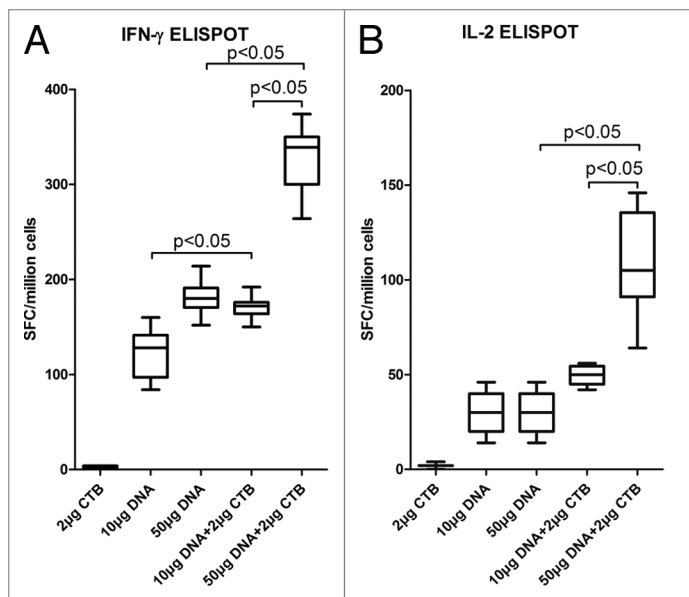 A
IFN-γ ELISPOT
p<0.05
p<0.05
p<0.05
SFC/million cells
400
300
200
100
0
2µg CTB
10µg DNA
50µg DNA
10µg DNA+2µg CTB
50µg DNA+2µg CTB
B
IL-2 ELISPOT
p<0.05
p<0.05
SFC/million cells
200
150
100
50
0
2µg CTB
10µg DNA
50µg DNA
10µg DNA+2µg CTB
50µg DNA+2µg CTB